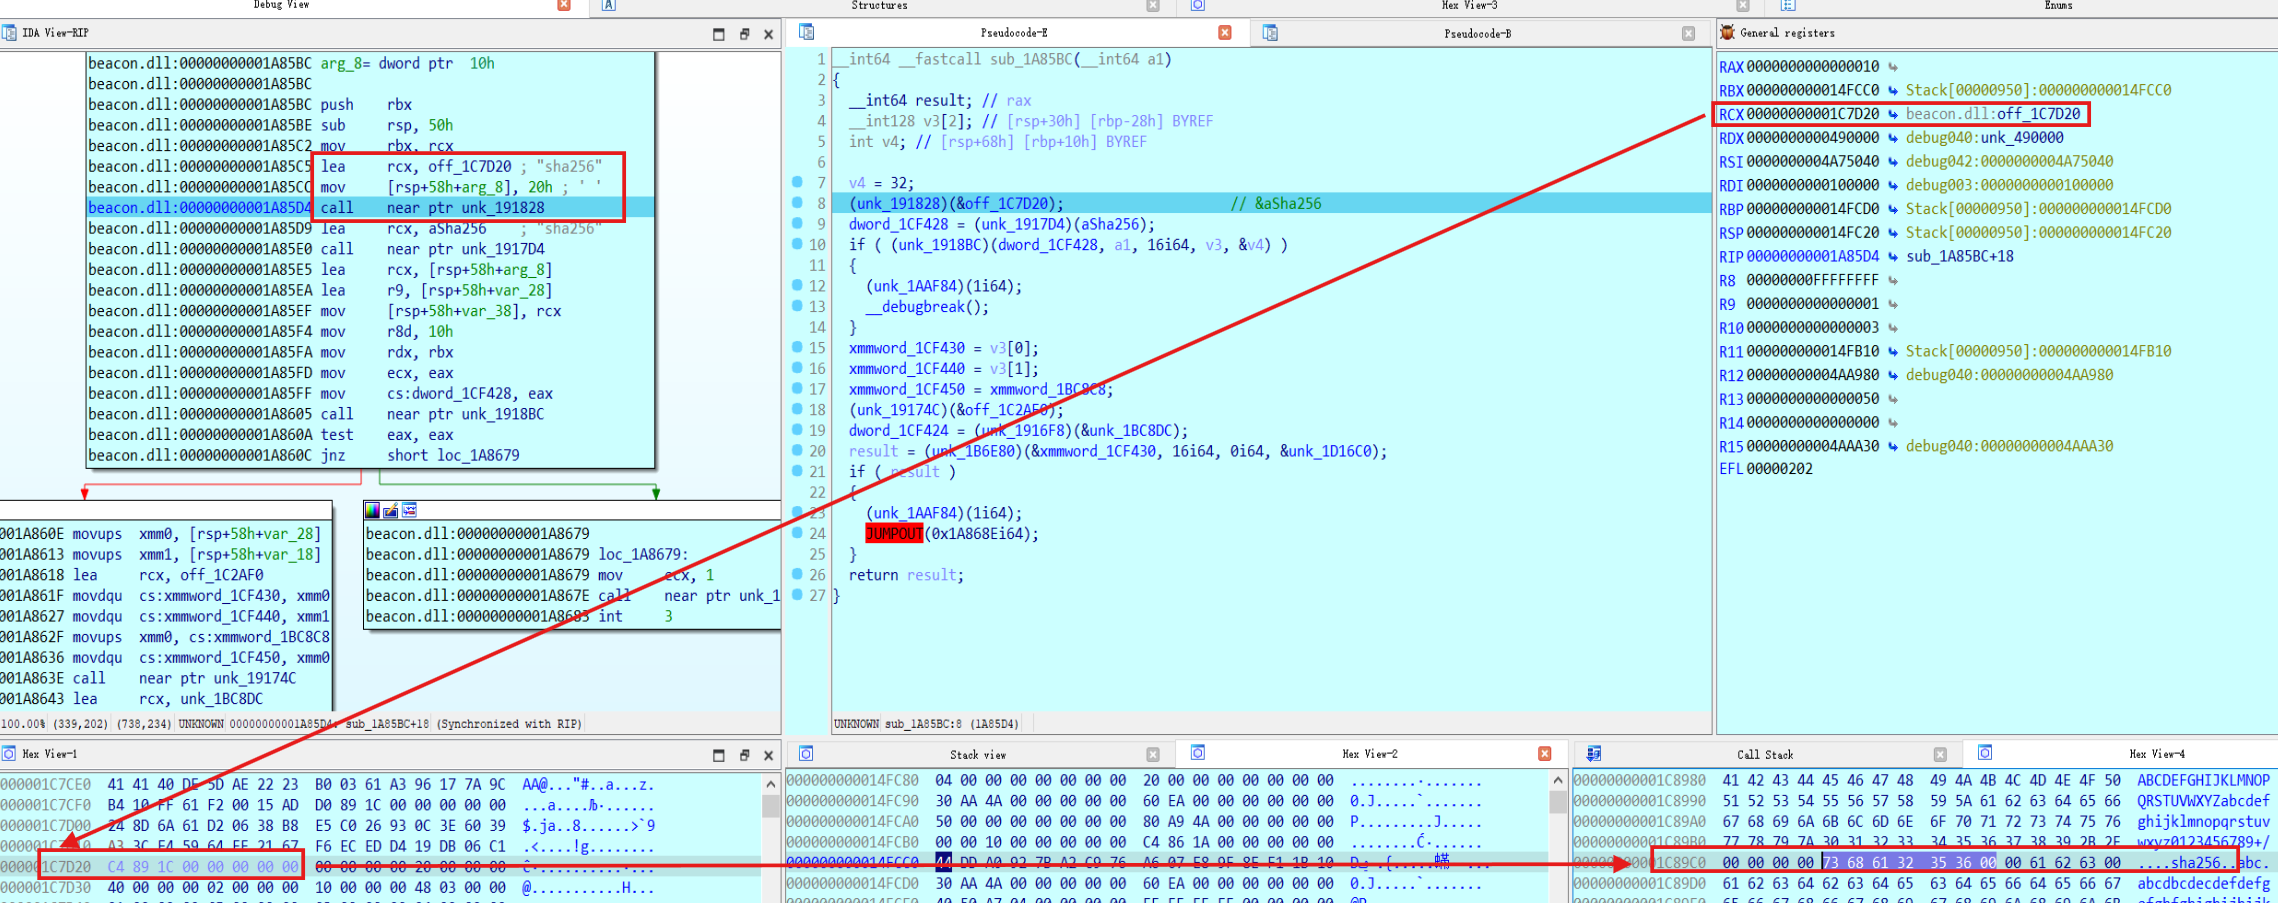 Debug View
Structures
Hex View-3
Enums
IDA View-RIP
beacon.dll:00000000001A85BC arg_8= dword ptr  10h
beacon.dll:00000000001A85BC
beacon.dll:00000000001A85BC push    rbx
beacon.dll:00000000001A85BE sub     rsp, 50h
beacon.dll:00000000001A85C2 mov     rbx, rcx
beacon.dll:00000000001A85C5 lea     rcx, off_1C7D20 ; "sha256"
beacon.dll:00000000001A85CC mov     [rsp+58h+arg_8], 20h ; ' '
beacon.dll:00000000001A85D4 call    near ptr unk_191828
beacon.dll:00000000001A85D9 lea     rcx, aSha256    ; "sha256"
beacon.dll:00000000001A85E0 call    near ptr unk_1917D4
beacon.dll:00000000001A85E5 lea     rcx, [rsp+58h+arg_8]
beacon.dll:00000000001A85EA lea     r9, [rsp+58h+var_28]
beacon.dll:00000000001A85EF mov     [rsp+58h+var_38], rcx
beacon.dll:00000000001A85F4 mov     r8d, 10h
beacon.dll:00000000001A85FA mov     rdx, rbx
beacon.dll:00000000001A85FD mov     ecx, eax
beacon.dll:00000000001A85FF mov     cs:dword_1CF428, eax
beacon.dll:00000000001A8605 call    near ptr unk_1918BC
beacon.dll:00000000001A860A test    eax, eax
beacon.dll:00000000001A860C jnz     short loc_1A8679
001A860E movups  xmm0, [rsp+58h+var_28]
001A8613 movups  xmm1, [rsp+58h+var_18]
001A8618 lea     rcx, off_1C2AF0
001A861F movdqu  cs:xmmword_1CF430, xmm0
001A8627 movdqu  cs:xmmword_1CF440, xmm1
001A862F movups  xmm0, cs:xmmword_1BC8C8
001A8636 movdqu  cs:xmmword_1CF450, xmm0
001A863E call    near ptr unk_19174C
001A8643 lea     rcx, unk_1BC8DC
beacon.dll:00000000001A8679
beacon.dll:00000000001A8679 loc_1A8679:
beacon.dll:00000000001A8679 mov     ecx, 1
beacon.dll:00000000001A867E call    near ptr unk_1
beacon.dll:00000000001A8683 int     3
100.00% (339,202) (738,234) UNKNOWN 00000000001A85D4: sub_1A85BC+18 (Synchronized with RIP)
Pseudocode-E
Pseudocode-B
1 __int64 __fastcall sub_1A85BC(__int64 a1)
2 {
3   __int64 result; // rax
4   __int128 v3[2]; // [rsp+30h] [rbp-28h] BYREF
5   int v4; // [rsp+68h] [rbp+10h] BYREF
6
7   v4 = 32;
8   (unk_191828)(&off_1C7D20);                     // &aSha256
9   dword_1CF428 = (unk_1917D4)(aSha256);
10   if ( (unk_1918BC)(dword_1CF428, a1, 16i64, v3, &v4) )
11   {
12     (unk_1AAF84)(1i64);
13     __debugbreak();
14   }
15   xmmword_1CF430 = v3[0];
16   xmmword_1CF440 = v3[1];
17   xmmword_1CF450 = xmmword_1BC8C8;
18   (unk_19174C)(&off_1C2AF0);
19   dword_1CF424 = (unk_1916F8)(&unk_1BC8DC);
20   result = (unk_1B6E80)(&xmmword_1CF430, 16i64, 0i64, &unk_1D16C0);
21   if ( result )
22   {
23     (unk_1AAF84)(1i64);
24     JUMPOUT(0x1A868Ei64);
25   }
26   return result;
27 }
UNKNOWN sub_1A85BC:8 (1A85D4)
General registers
RAX 0000000000000010
RBX 000000000014FCC0 Stack[00000950]:000000000014FCC0
RCX 00000000001C7D20 beacon.dll:off_1C7D20
RDX 0000000000490000 debug040:unk_490000
RSI 0000000004A75040 debug042:0000000004A75040
RDI 0000000000100000 debug003:0000000000100000
RBP 000000000014FCD0 Stack[00000950]:000000000014FCD0
RSP 000000000014FC20 Stack[00000950]:000000000014FC20
RIP 00000000001A85D4 sub_1A85BC+18
R8 00000000FFFFFFFF
R9 0000000000000001
R10 0000000000000003
R11 000000000014FB10 Stack[00000950]:000000000014FB10
R12 00000000004AA980 debug040:00000000004AA980
R13 0000000000000050
R14 0000000000000000
R15 00000000004AAA30 debug040:00000000004AAA30
EFL 00000202
Hex View-1
000001C7CE0  41 41 40 DE 5D AE 22 23  B0 03 61 A3 96 17 7A 9C  AA@..."#..a...z.
000001C7CF0  B4 10 FF 61 F2 00 15 AD  D0 89 1C 00 00 00 00 00
000001C7D00  24 8D 6A 61 D2 06 38 B8  E5 C0 26 93 0C 3E 60 39  $.ja..8......>`9
A3 3C F4 59 64 EE 21 67  F6 EC ED D4 19 DB 06 C1  .<....!g........
000001C7D20  C4 89 1C 00 00 00 00 00  00 00 00 00 20 00 00 00
000001C7D30  40 00 00 00 02 00 00 00  10 00 00 00 48 03 00 00  @...........H...
Stack view
Hex View-2
000000000014FC80  04 00 00 00 00 00 00 00  20 00 00 00 00 00 00 00
000000000014FC90  30 AA 4A 00 00 00 00 00  60 EA 00 00 00 00 00 00  0.J.....`.......
000000000014FCA0  50 00 00 00 00 00 00 00  80 A9 4A 00 00 00 00 00  P.........J.....
000000000014FCB0  00 00 10 00 00 00 00 00  C4 86 1A 00 00 00 00 00
000000000014FCC0  44 DD A0 92 7B A2 C9 76  A6 07 E8 9F 8E F1 1B 10
000000000014FCD0  30 AA 4A 00 00 00 00 00  60 EA 00 00 00 00 00 00  0.J.....`.......
Call Stack
Hex View-4
00000000001C8980  41 42 43 44 45 46 47 48  49 4A 4B 4C 4D 4E 4F 50  ABCDEFGHIJKLMNOP
00000000001C8990  51 52 53 54 55 56 57 58  59 5A 61 62 63 64 65 66  QRSTUVWXYZabcdef
00000000001C89A0  67 68 69 6A 6B 6C 6D 6E  6F 70 71 72 73 74 75 76  ghijklmnopqrstuv
00000000001C89B0  77 78 79 7A 30 31 32 33  34 35 36 37 38 39 2B 2F  wxyz0123456789+/
00000000001C89C0  00 00 00 00 73 68 61 32  35 36 00 00 61 62 63 00  ....sha256..abc.
00000000001C89D0  61 62 63 64 62 63 64 65  63 64 65 66 64 65 66 67  abcdbcdecdefdefg